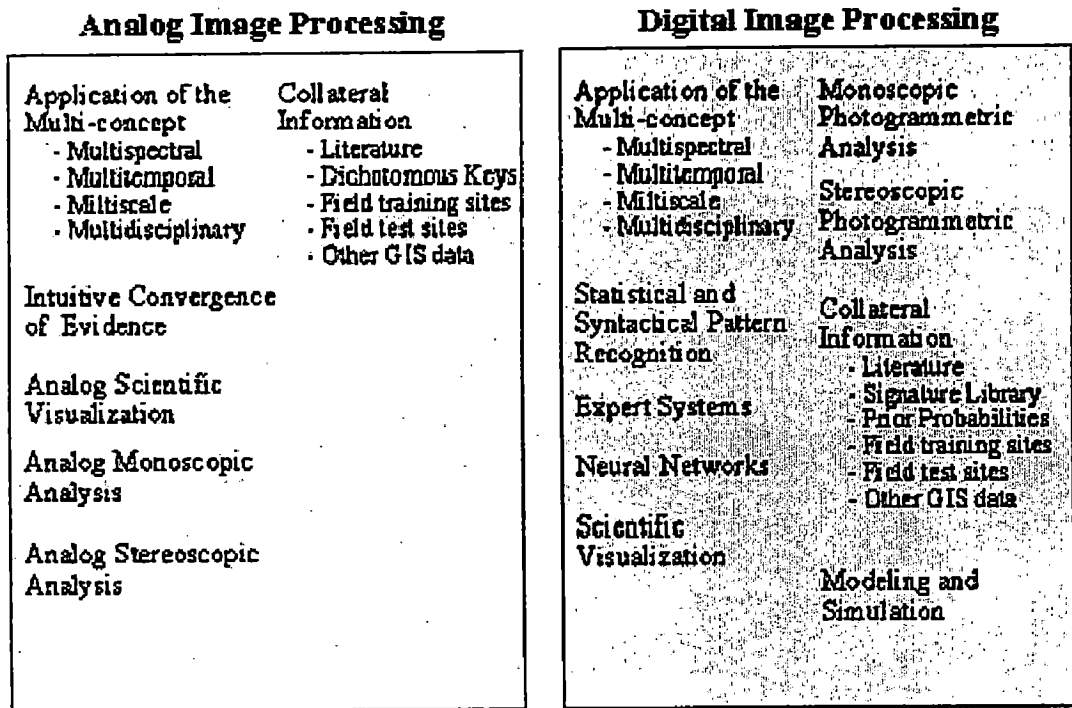 Analog Image Processing
Application of the
Multi-concept
- Multispectral
- Multitemporal
- Miltiscale
- Multidisciplinary
Intuitive Convergence
of Evidence
Analog Scientific
Visualization
Analog Monoscopic
Analysis
Analog Stereoscopic
Analysis
Collateral
Information
- Literature
- Dichotomous Keys
- Field training sites
- Field test sites
- Other GIS data
Digital Image Processing
Application of the
Multi-concept
- Multispectral
- Multitemporal
- Miltiscale
- Multidisciplinary
Statistical and
Syntactical Pattern
Recognition
Expert Systems
Neural Networks
Scientific
Visualization
Monoscopic
Photogrammetric
Analysis
Stereoscopic
Photogrammetric
Analysis
Collateral
Information
- Literature
- Signature Library
- Prior Probabilities
- Field training sites
- Field test sites
- Other GIS data
Modeling and
Simulation